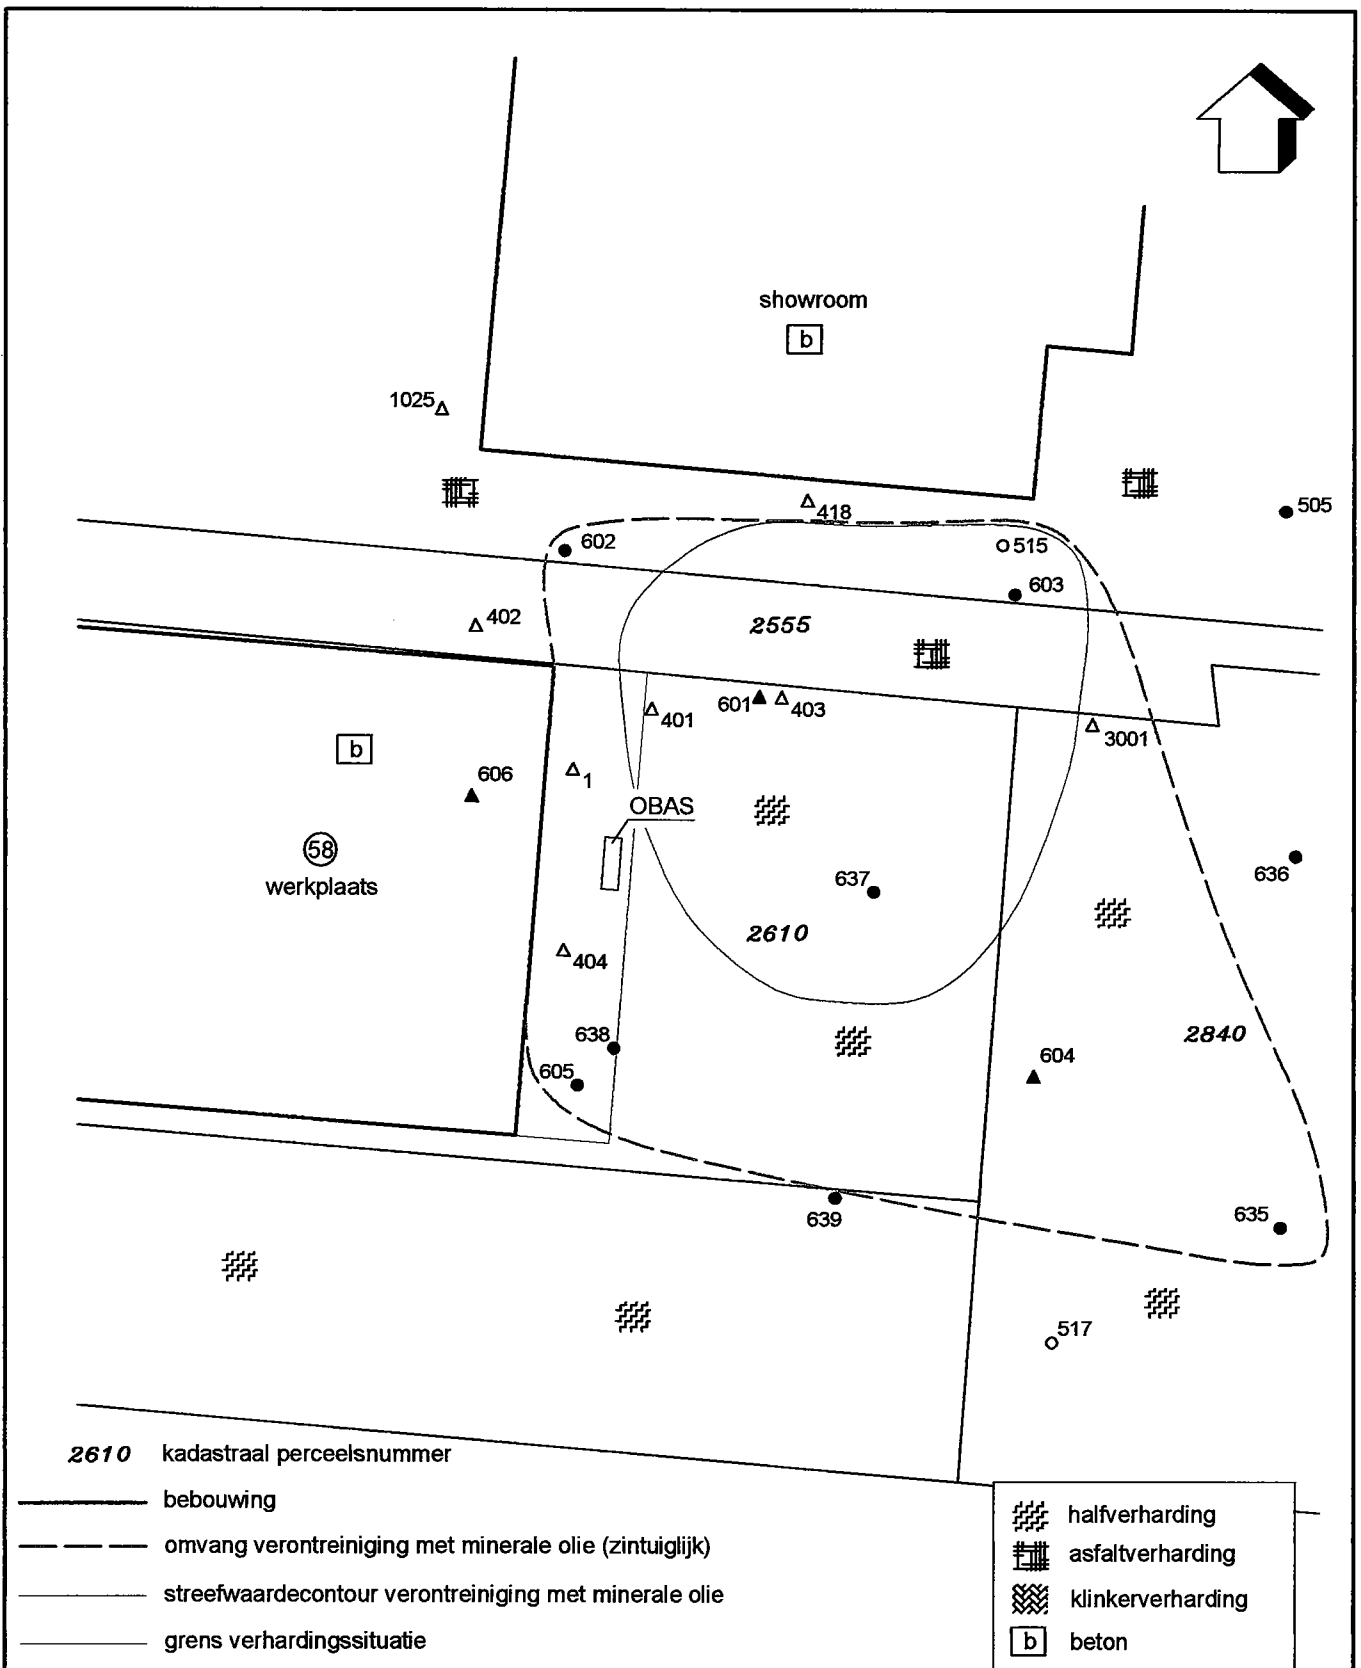 showroom
b
1025
418
505
602
515
603
402
2555
601
403
401
3001
b
606
1
OBAS
58
werkplaats
637
636
2610
404
2840
638
604
605
639
635
517
2610 kadastraal perceelsnummer
bebouwing
omvang verontreiniging met minerale olie (zintuiglijk)
streefwaardecontour verontreiniging met minerale olie
grens verhardingssituatie
halfverharding
asfaltverharding
klinkerverharding
b beton